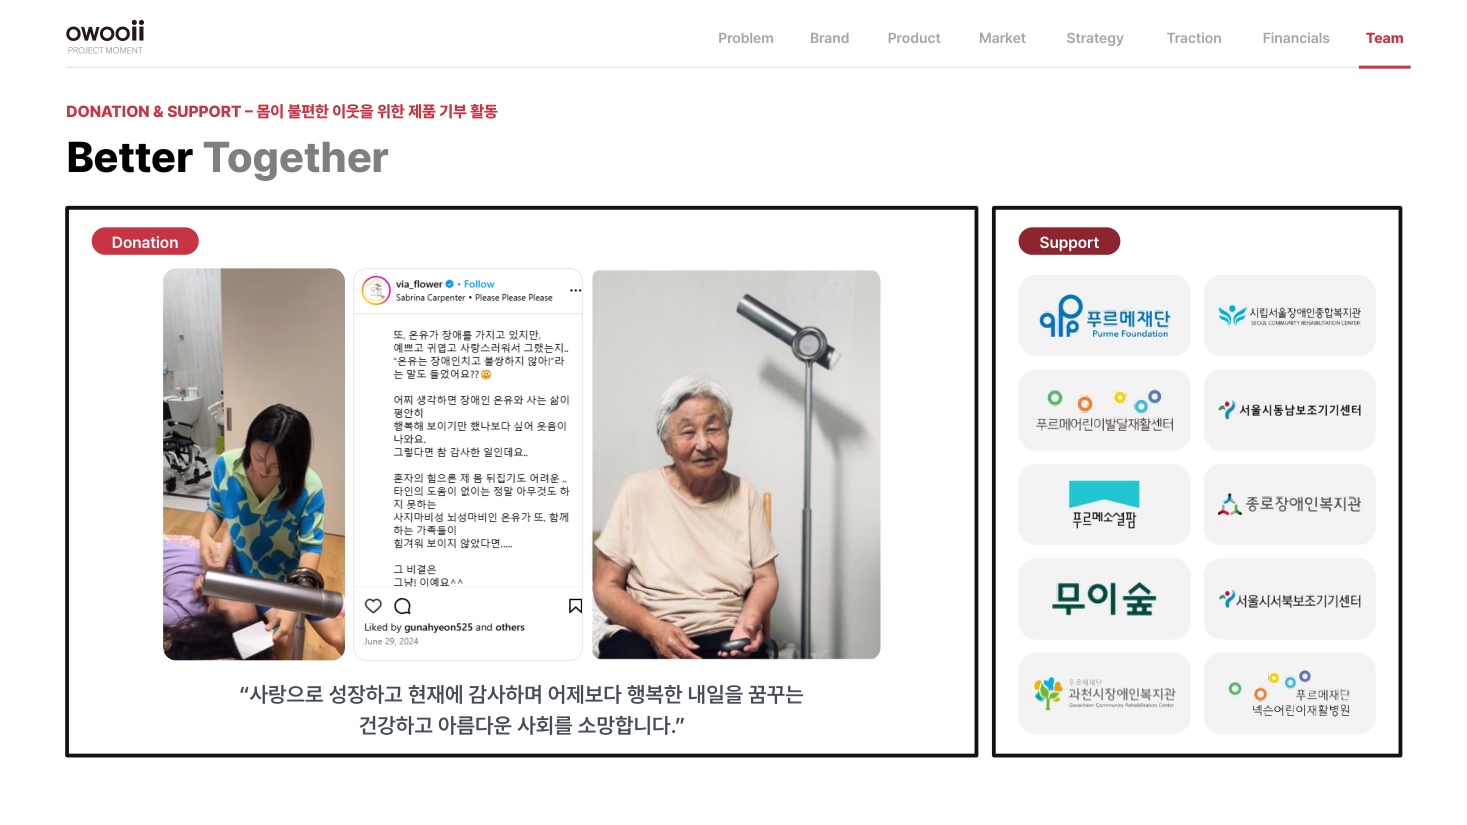 owooii
PROJECT MOMENT
Problem
Brand
Product
Market
Strategy
Traction
Financials
Team
DONATION & SUPPORT – 몸이 불편한 이웃을 위한 제품 기부 활동
Better Together
Donation
via_flower • Follow
Sabrina Carpenter • Please Please Please
또, 온유가 장애를 가지고 있지만,
예쁘고 귀엽고 사랑스러워서 그랬는지..
"온유는 장애인치고 불쌍하지 않아!"라
는 말도 들었어요??
어찌 생각하면 장애인 온유와 사는 삶이
평안히
행복해 보이기만 했나보다 싶어 웃음이
나와요.
그렇다면 참 감사한 일인데요..
혼자의 힘으론 제 몸 뒤집기도 어려운 ..
타인의 도움이 없이는 정말 아무것도 하
지 못하는
사지마비성 뇌성마비인 온유가 또, 함께
하는 가족들이
힘겨워 보이지 않았다면.....
그 비결은
그냥! 이예요^^
Liked by gunahyeon525 and others
June 29, 2024
“사랑으로 성장하고 현재에 감사하며 어제보다 행복한 내일을 꿈꾸는
건강하고 아름다운 사회를 소망합니다.”
Support
푸르메재단
Purme Foundation
시립서울장애인종합복지관
SEOUL COMMUNITY REHABILITATION CENTER
푸르메어린이발달재활센터
서울시동남보조기기센터
푸르메소셜팜
종로장애인복지관
무이숲
서울시서북보조기기센터
푸르메재단
과천시장애인복지관
Gwacheon Community Rehabilitation Center
푸르메재단
넥슨어린이재활병원